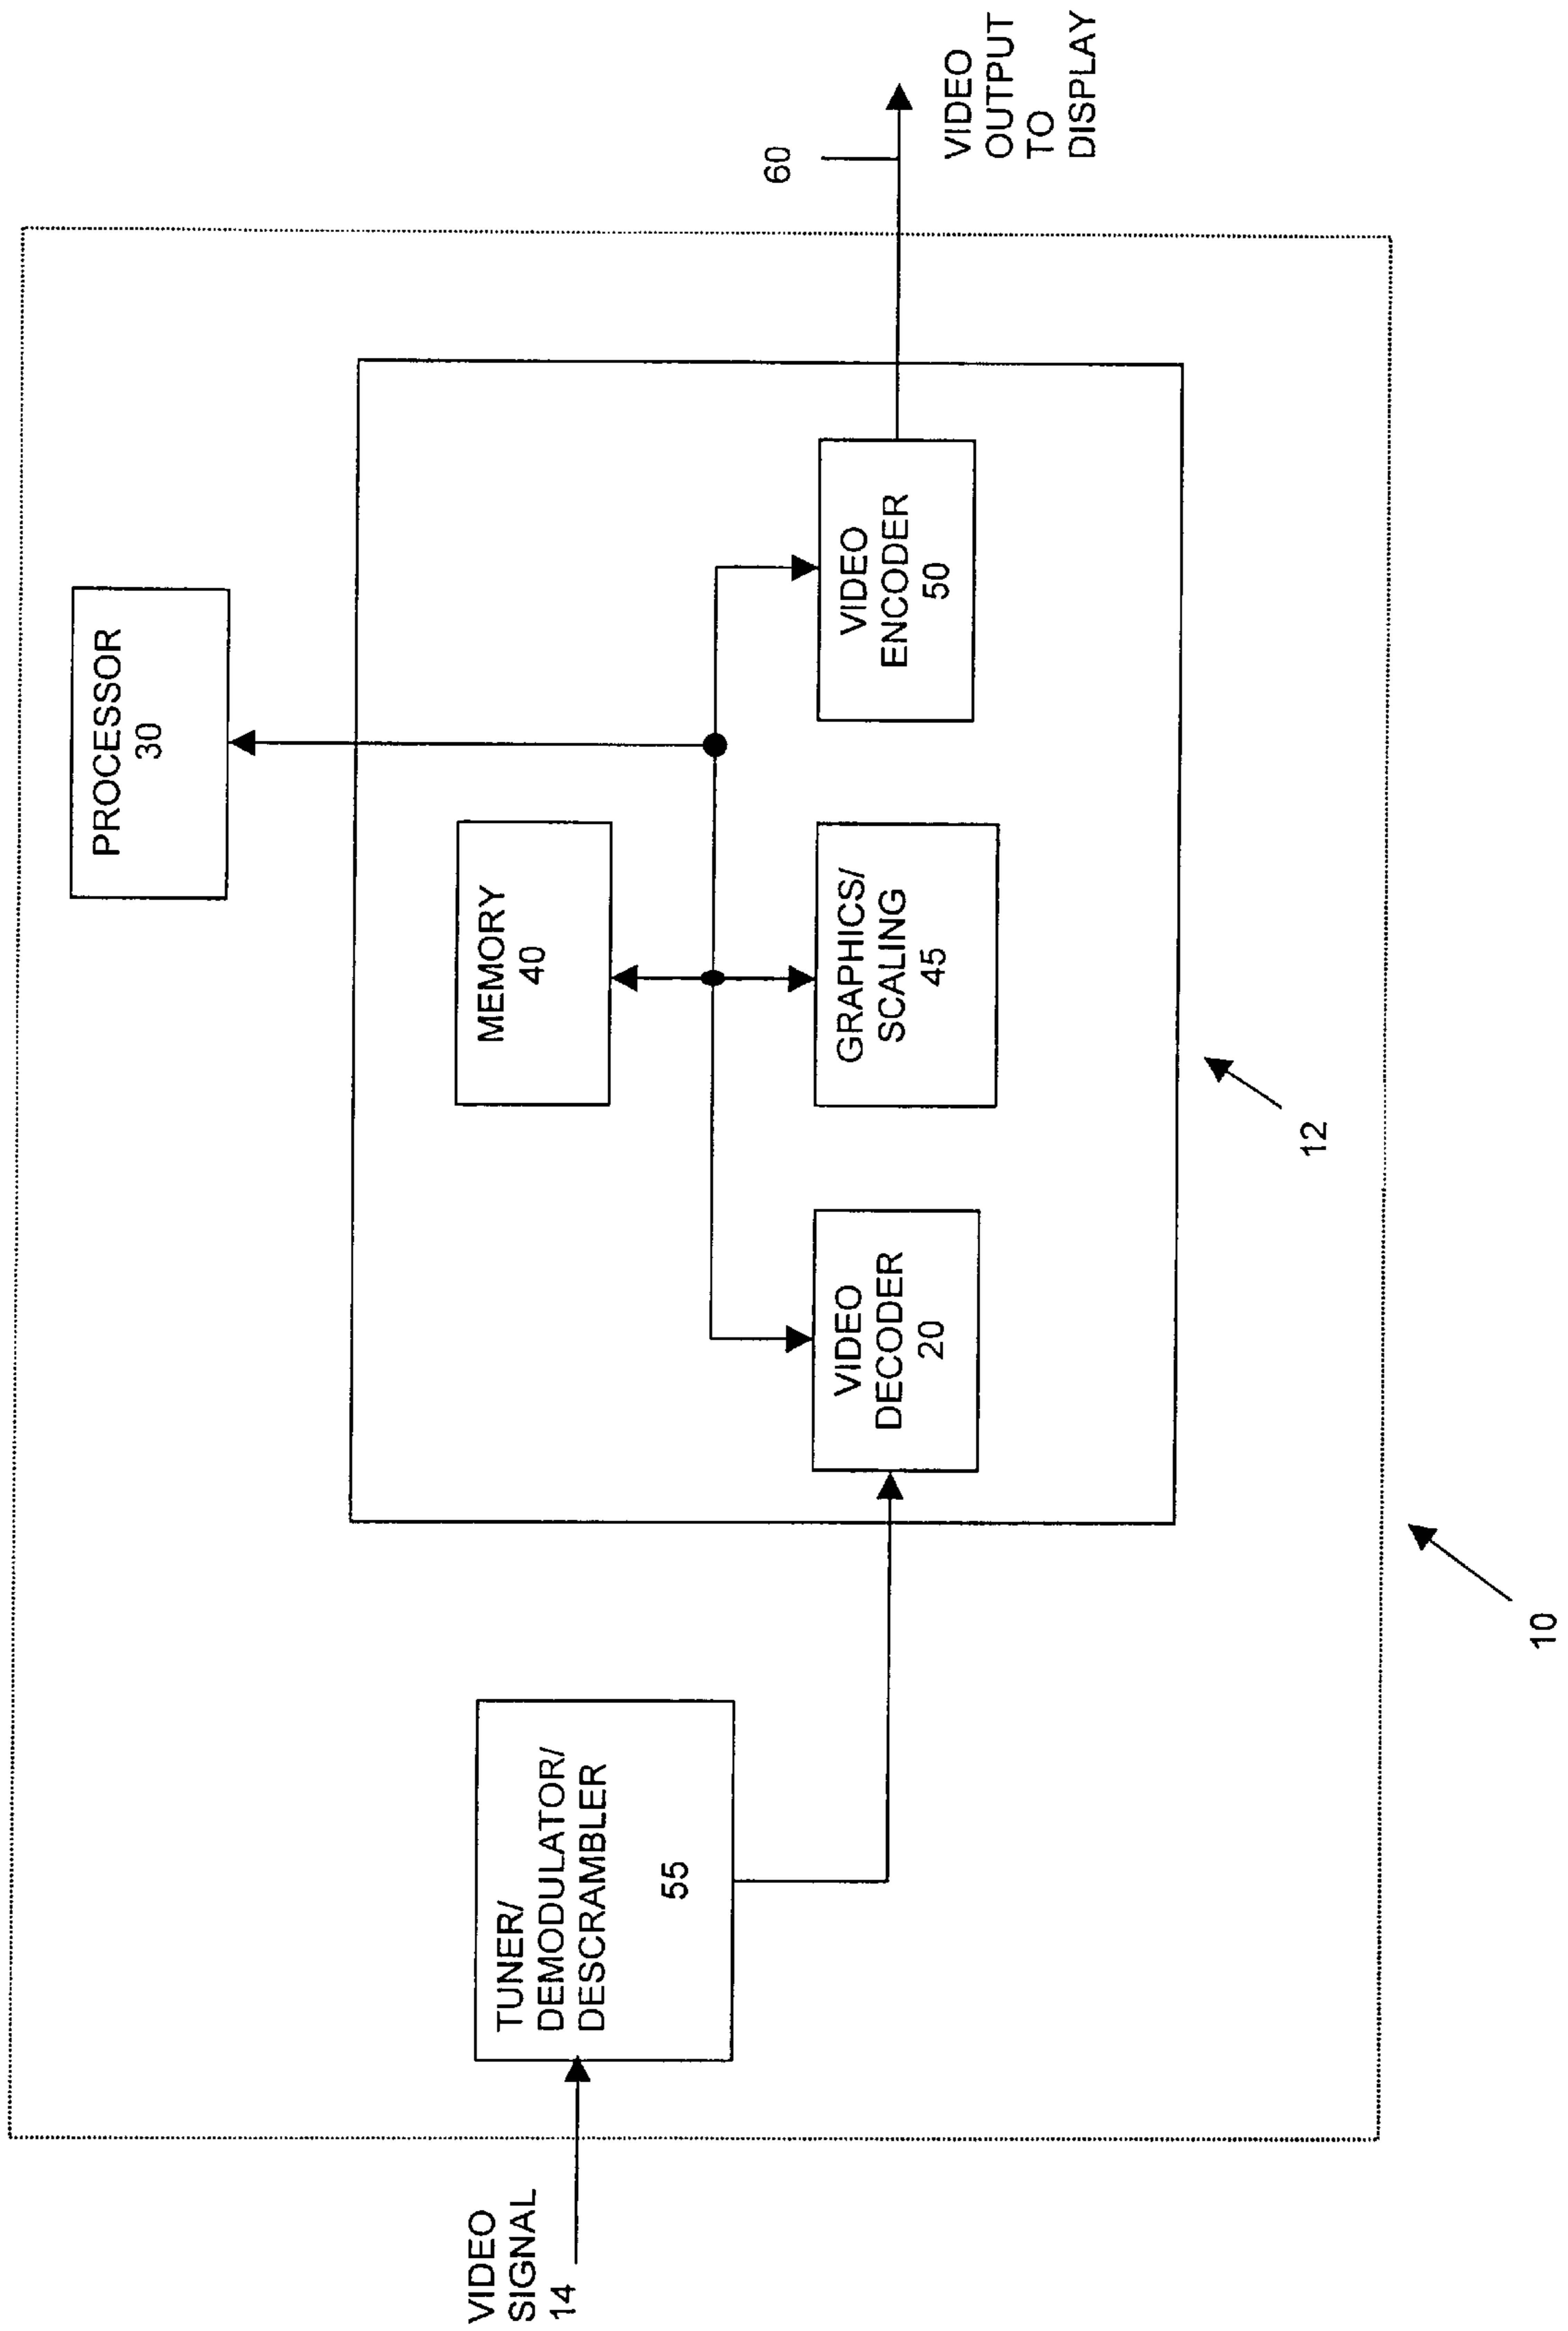 PROCESSOR
30
MEMORY
40
TUNER/
DEMODULATOR/
DESCRAMBLER
55
VIDEO
SIGNAL
14
VIDEO
DECODER
20
GRAPHICS/
SCALING
45
VIDEO
ENCODER
50
60
VIDEO
OUTPUT
TO
DISPLAY
12
10